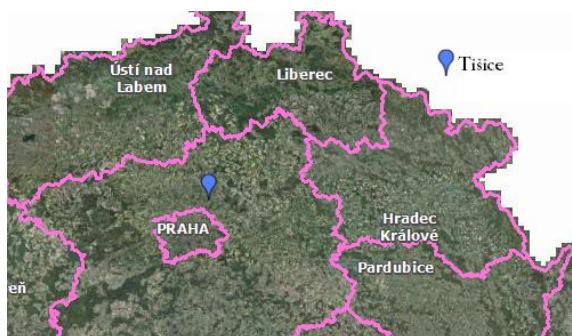 Ústí nad
Labem
Liberec
Tišice
PRAHA
Hradec
Králové
Pardubice
eň